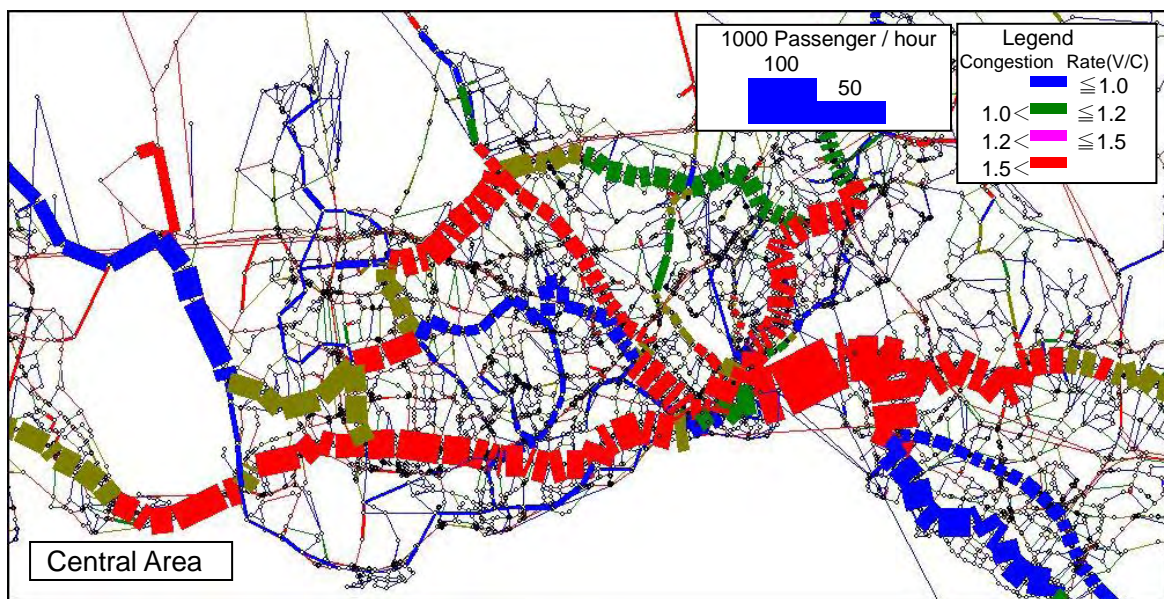 1000 Passenger / hour
100
50
Legend
Congestion Rate(V/C)
≦1.0
1.0< ≦1.2
1.2< ≦1.5
1.5<
Central Area